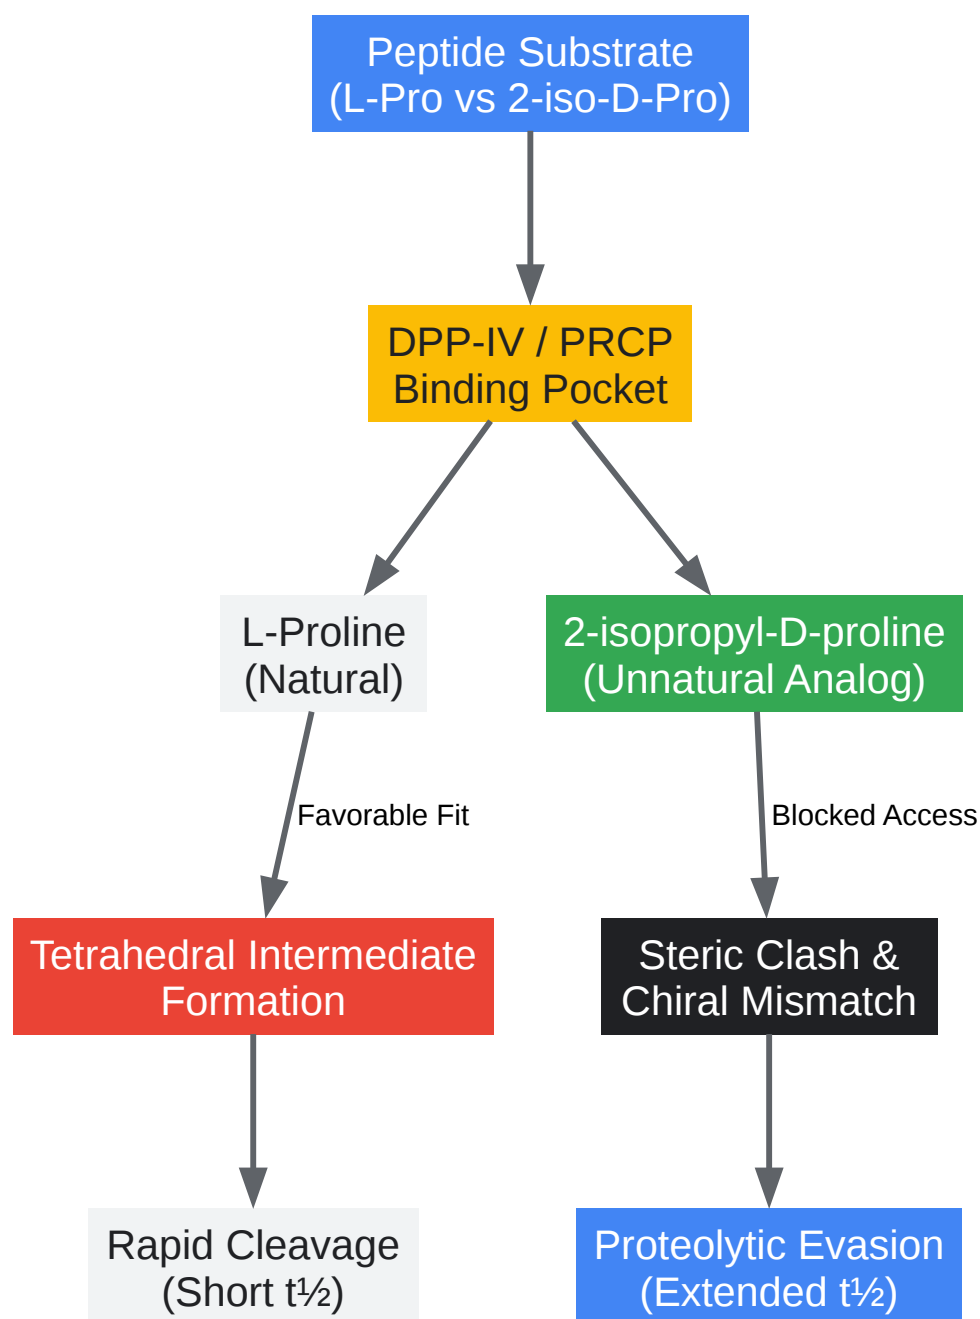 Peptide Substrate
(L-Pro vs 2-iso-D-Pro)
DPP-IV / PRCP
Binding Pocket
L-Proline
(Natural)
2-isopropyl-D-proline
(Unnatural Analog)
Favorable Fit
Blocked Access
Tetrahedral Intermediate
Formation
Steric Clash &
Chiral Mismatch
Rapid Cleavage
(Short t½)
Proteolytic Evasion
(Extended t½)